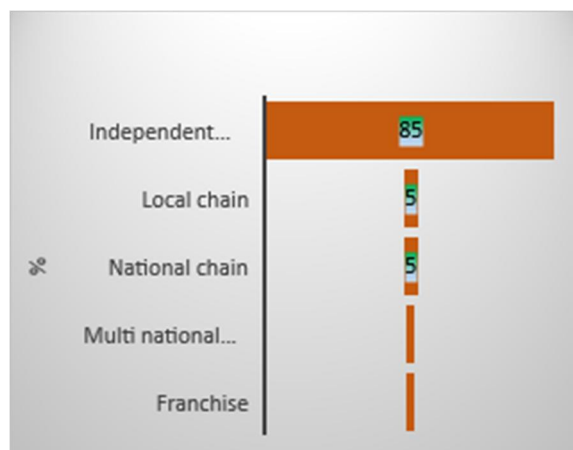 Independent...
85
Local chain
5
%
National chain
5
Multi national...
Franchise